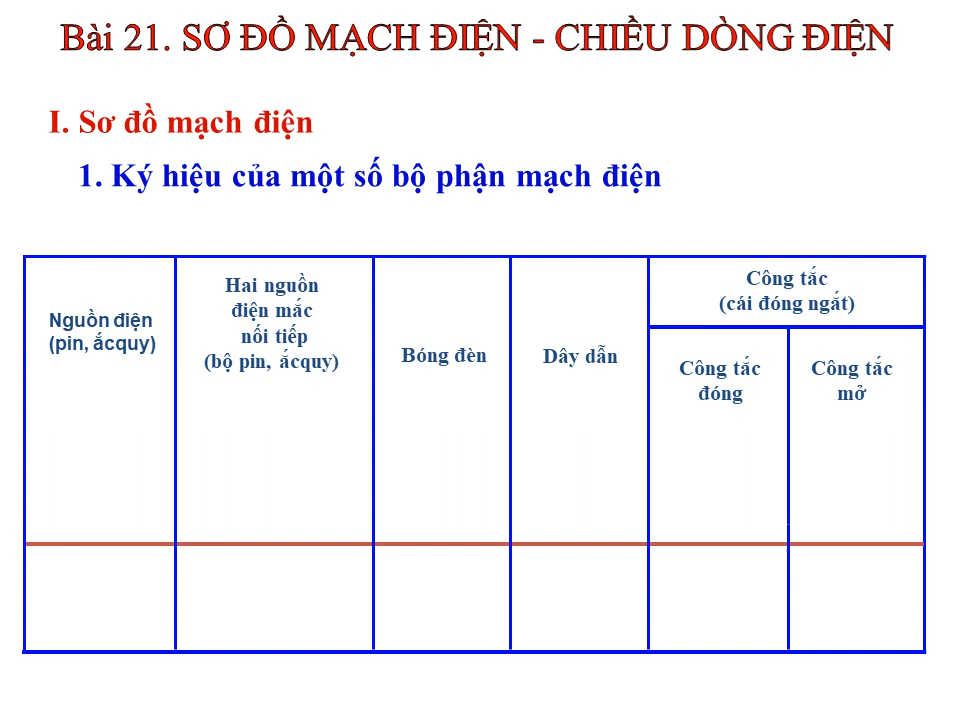 Bài 21. SƠ ĐỒ MẠCH ĐIỆN - CHIỀU DÒNG ĐIỆN
I. Sơ đồ mạch điện
1. Ký hiệu của một số bộ phận mạch điện
Nguồn điện
(pin, ắcquy)
Hai nguồn
điện mắc
nối tiếp
(bộ pin, ắcquy)
Bóng đèn
Dây dẫn
Công tắc
(cái đóng ngắt)
Công tắc
đóng
Công tắc
mở